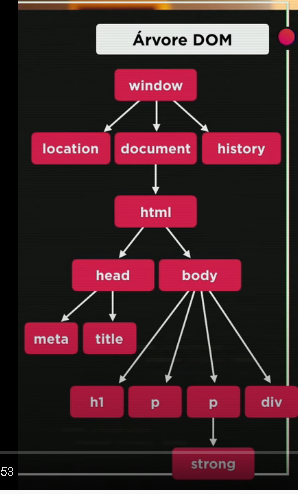 Árvore DOM
window
location document history
html
head body
meta title
h1 p p div
strong
53